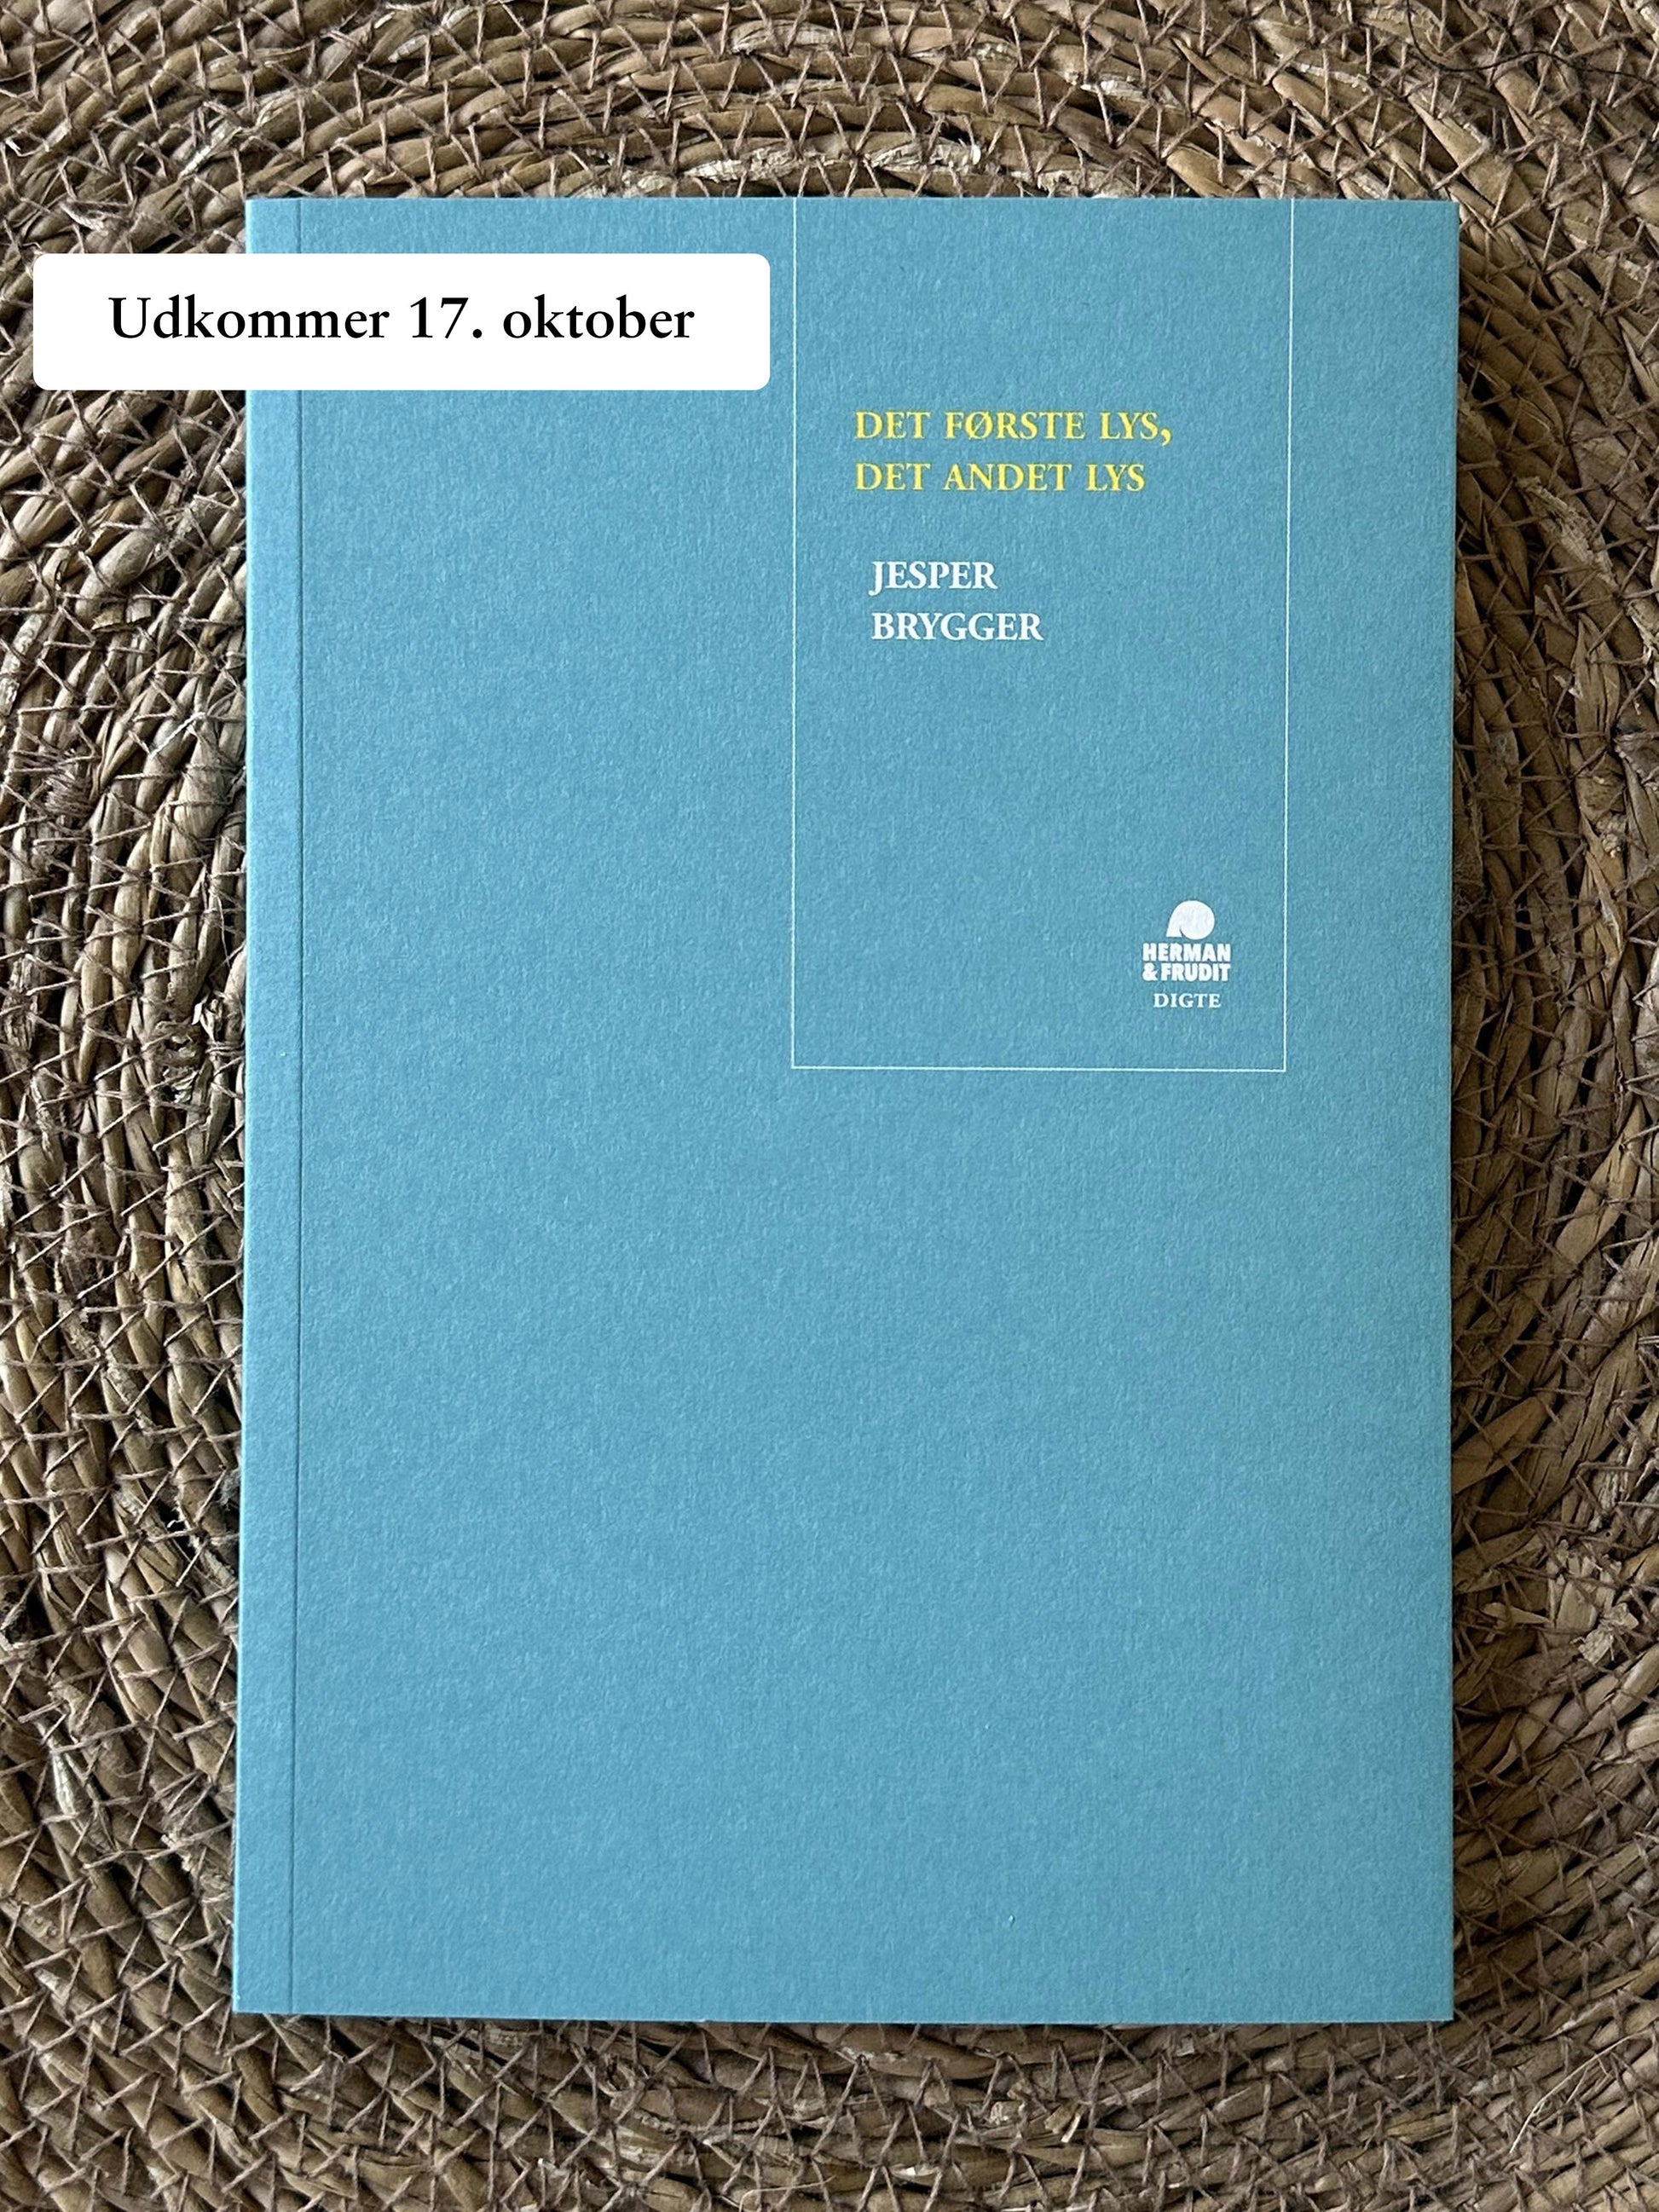 Udkommer 17. oktober
DET FØRSTE LYS,
DET ANDET LYS
JESPER
BRYGGER
HERMAN
& FRUDIT
DIGTE